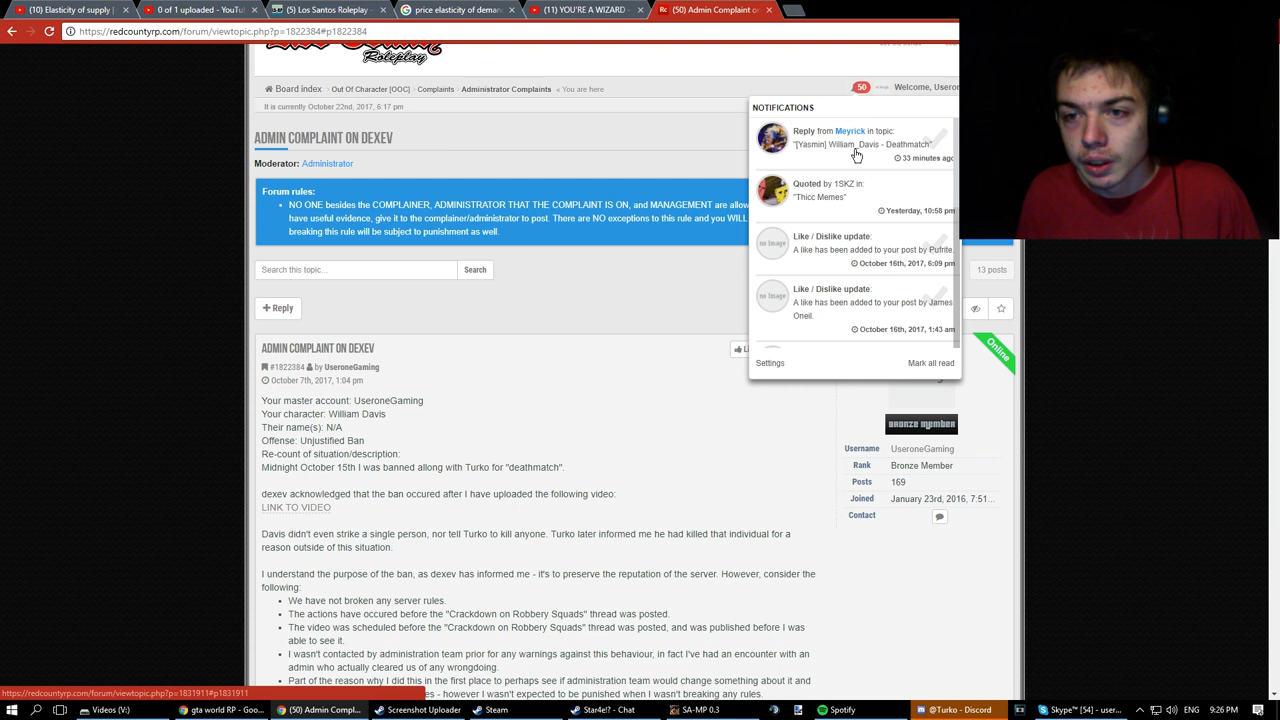 (10) Elasticity of supply |
0 of 1 uploaded - YouTu
[5] Los Santos Roleplay -
price elasticity of deman
(11) YOU'RE A WIZARD -
(50) Admin Complaint o
https://redcountyrp.com/forum/viewtopic.php?p=1822384#p1822384
Roleplay
Board index › Out Of Character [OOC] › Complaints › Administrator Complaints « You are here
50 Welcome, Usero
It is currently October 22nd, 2017, 6:17 pm
NOTIFICATIONS
Reply from Meyrick in topic:
"[Yasmin] William_Davis - Deathmatch"
33 minutes ago
Quoted by 1SKZ in:
"Thicc Memes"
Yesterday, 10:58 pm
Like / Dislike update:
A like has been added to your post by Pufrite.
October 16th, 2017, 6:09 pm
Like / Dislike update:
A like has been added to your post by James
Oneil.
October 16th, 2017, 1:43 am
Settings Mark all read
ADMIN COMPLAINT ON DEXEV
Moderator: Administrator
Forum rules:
• NO ONE besides the COMPLAINER, ADMINISTRATOR THAT THE COMPLAINT IS ON, and MANAGEMENT are allow
have useful evidence, give it to the complainer/administrator to post. There are NO exceptions to this rule and you WILL
breaking this rule will be subject to punishment as well.
Search this topic… Search
13 posts
Reply
ADMIN COMPLAINT ON DEXEV
Li
Online
#1822384 by UseroneGaming
October 7th, 2017, 1:04 pm
Your master account: UseroneGaming
Your character: William Davis
Their name(s): N/A
Offense: Unjustified Ban
Re-count of situation/description:
Midnight October 15th I was banned allong with Turko for "deathmatch".
dexev acknowledged that the ban occured after I have uploaded the following video:
LINK TO VIDEO
Davis didn't even strike a single person, nor tell Turko to kill anyone. Turko later informed me he had killed that individual for a
reason outside of this situation.
I understand the purpose of the ban, as dexev has informed me - it's to preserve the reputation of the server. However, consider the
following:
• We have not broken any server rules.
• The actions have occured before the "Crackdown on Robbery Squads" thread was posted.
• The video was scheduled before the "Crackdown on Robbery Squads" thread was posted, and was published before I was
able to see it.
• I wasn't contacted by administration team prior for any warnings against this behaviour, in fact I've had an encounter with an
admin who actually cleared us of any wrongdoing.
• Part of the reason why I did this in the first place to perhaps see if administration team would change something about it and
es - however I wasn't expected to be punished when I wasn't breaking any rules.
BRONZE MEMBER
Username UseroneGaming
Rank Bronze Member
Posts 169
Joined January 23rd, 2016, 7:51…
Contact
https://redcountyrp.com/forum/viewtopic.php?p=1831911#p1831911
Videos (V:)
gta world RP - Goo...
(50) Admin Compl...
Screenshot Uploader
Steam
Star4e!? - Chat
SA-MP 0.3
Spotify
@Turko - Discord
Skype™ [4] - user...
9:26 PM